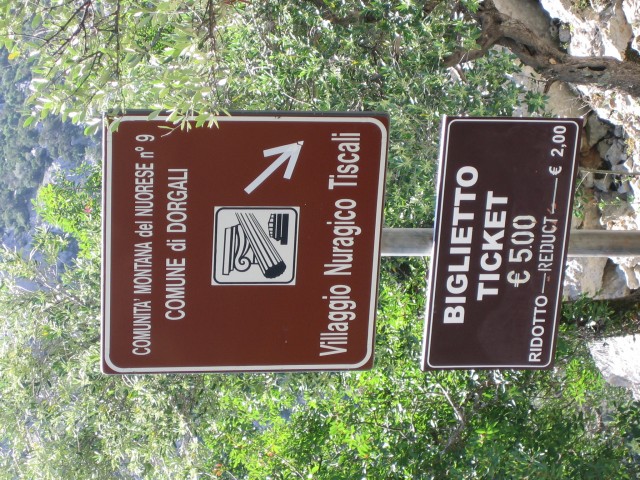 COMUNITA' MONTANA del NUORESE n° 9
COMUNE di DORGALI
Villaggio Nuragico Tiscali
BIGLIETTO
TICKET
€ 5,00
RIDOTTO — REDUCT — € 2,00